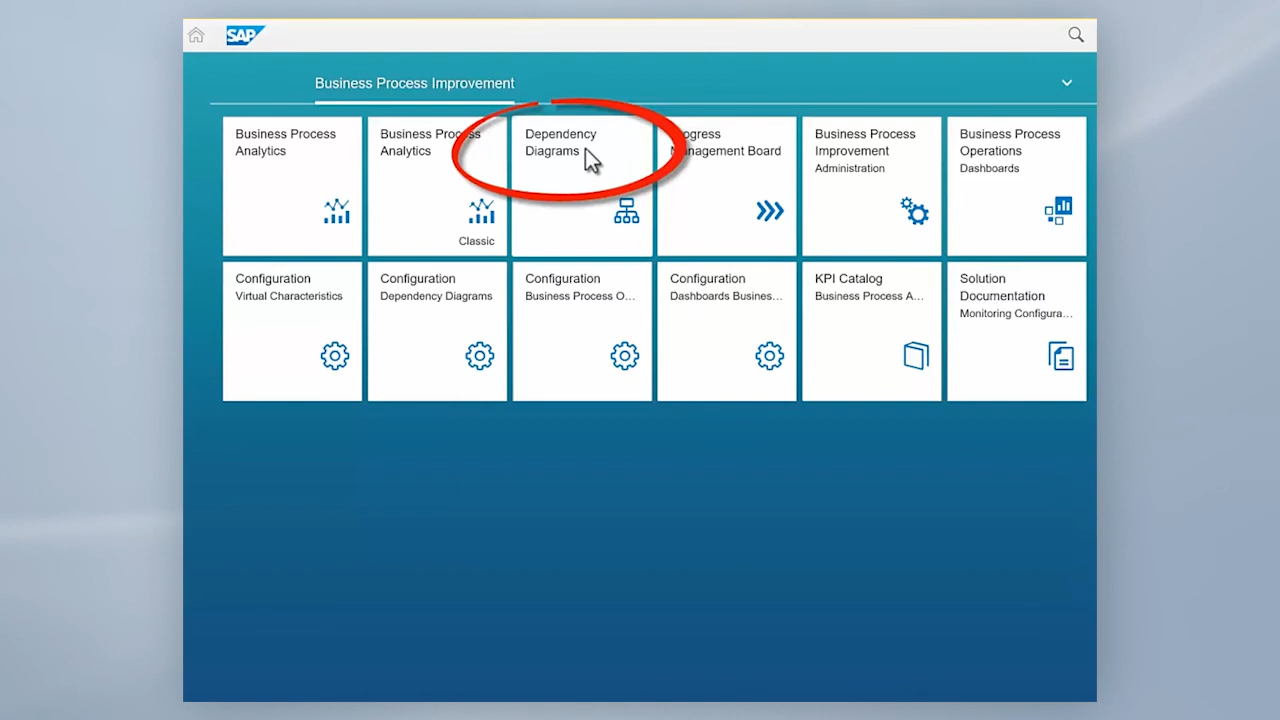 SAP
Business Process Improvement
Business Process
Analytics
Business Process
Analytics
Classic
Dependency
Diagrams
ogress
Management Board
Business Process
Improvement
Administration
Business Process
Operations
Dashboards
Configuration
Virtual Characteristics
Configuration
Dependency Diagrams
Configuration
Business Process O...
Configuration
Dashboards Busines...
KPI Catalog
Business Process A...
Solution
Documentation
Monitoring Configura...